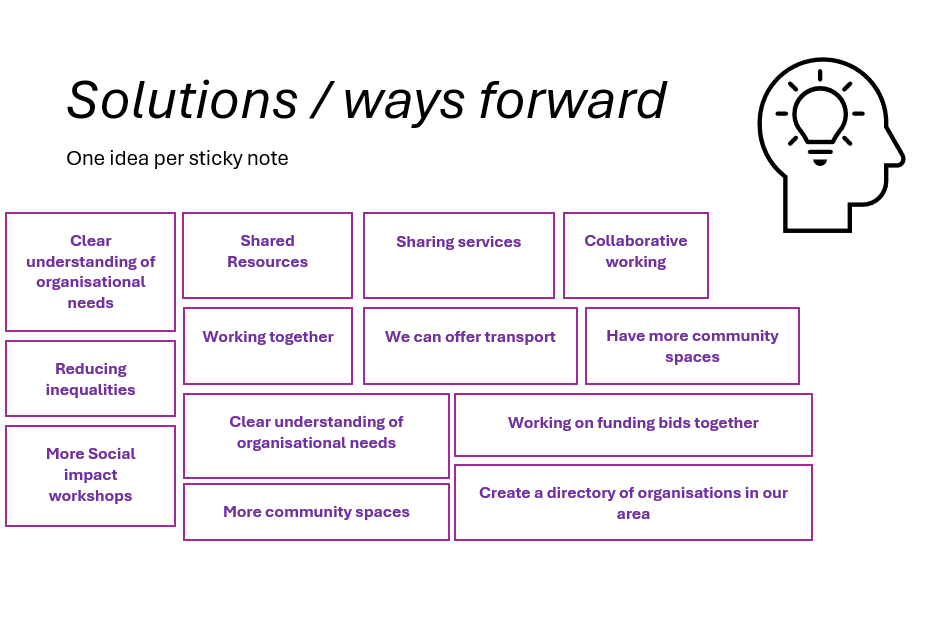 Solutions / ways forward
One idea per sticky note
Clear
understanding of
organisational
needs
Shared
Resources
Sharing services
Collaborative
working
Working together
We can offer transport
Have more community
spaces
Reducing
inequalities
Clear understanding of
organisational needs
Working on funding bids together
More Social
impact
workshops
More community spaces
Create a directory of organisations in our
area